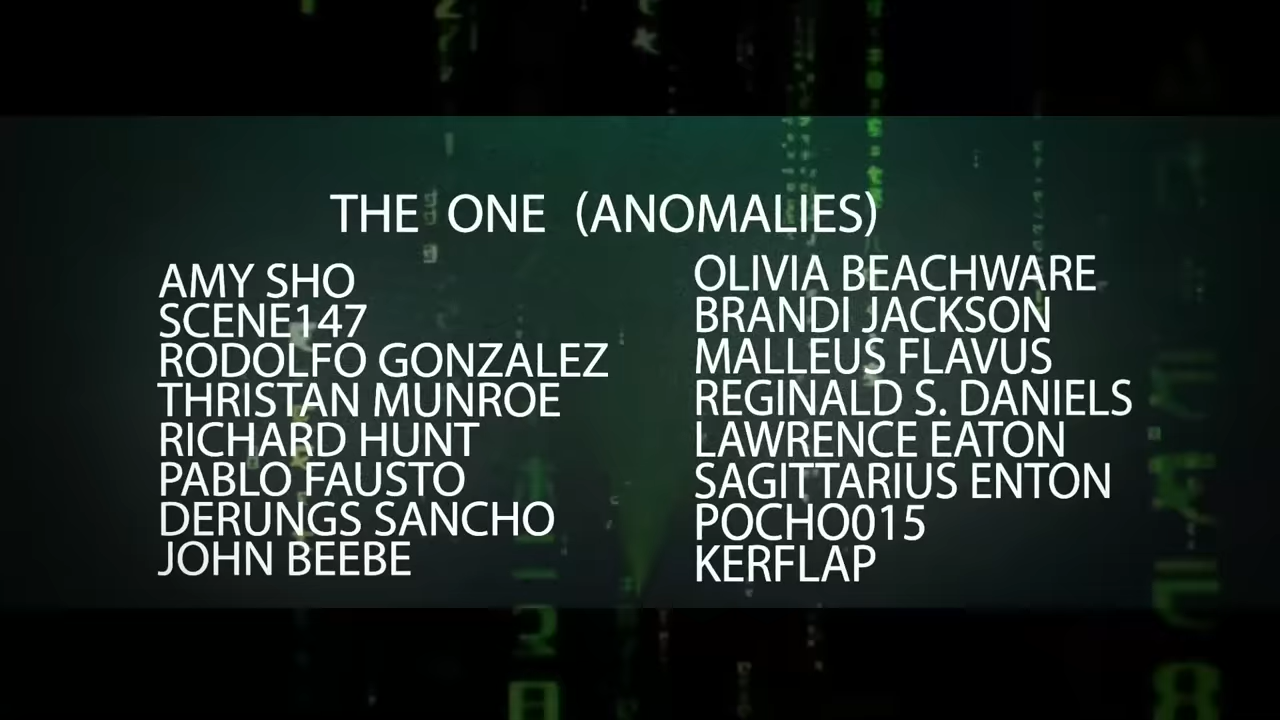 THE ONE (ANOMALIES)
AMY SHO
SCENE147
RODOLFO GONZALEZ
THRISTAN MUNROE
RICHARD HUNT
PABLO FAUSTO
DERUNGS SANCHO
JOHN BEEBE
OLIVIA BEACHWARE
BRANDI JACKSON
MALLEUS FLAVUS
REGINALD S. DANIELS
LAWRENCE EATON
SAGITTARIUS ENTON
POCHO015
KERFLAP